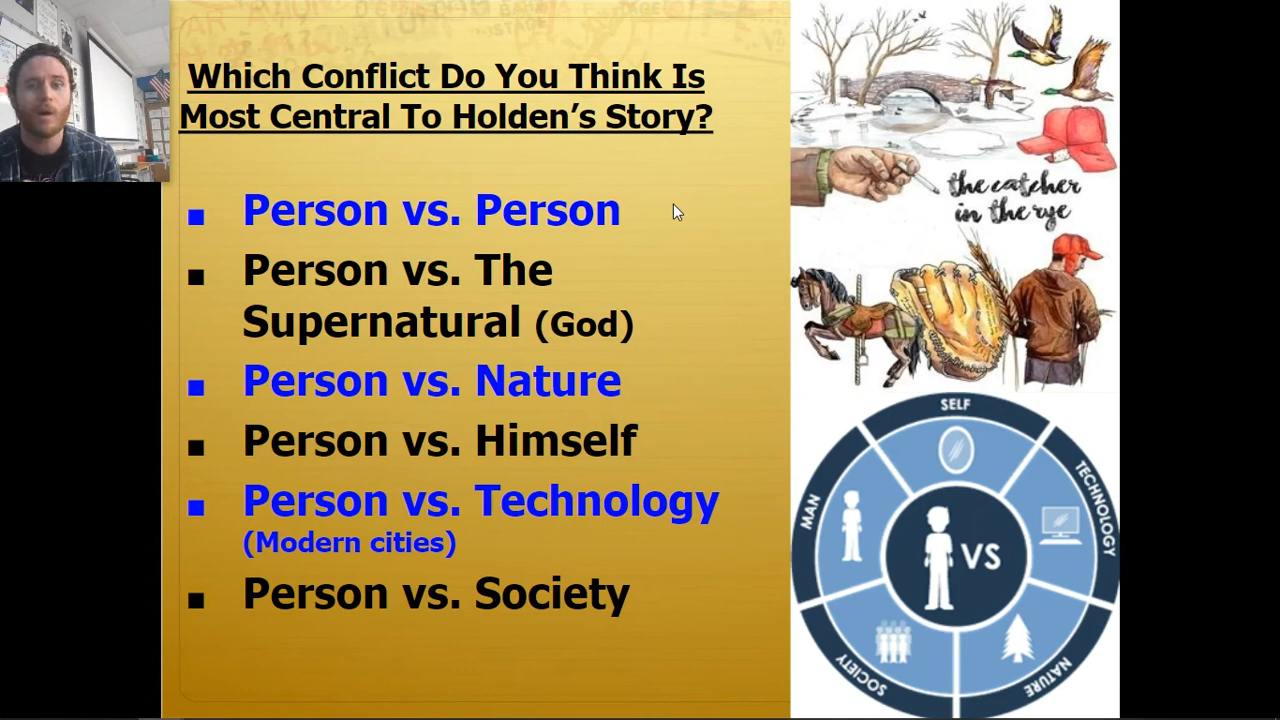 Which Conflict Do You Think Is
Most Central To Holden's Story?
■ Person vs. Person
■ Person vs. The
Supernatural (God)
■ Person vs. Nature
■ Person vs. Himself
■ Person vs. Technology
(Modern cities)
■ Person vs. Society
the catcher
in the rye
SELF
TECHNOLOGY
NATURE
SOCIETY
MAN
VS